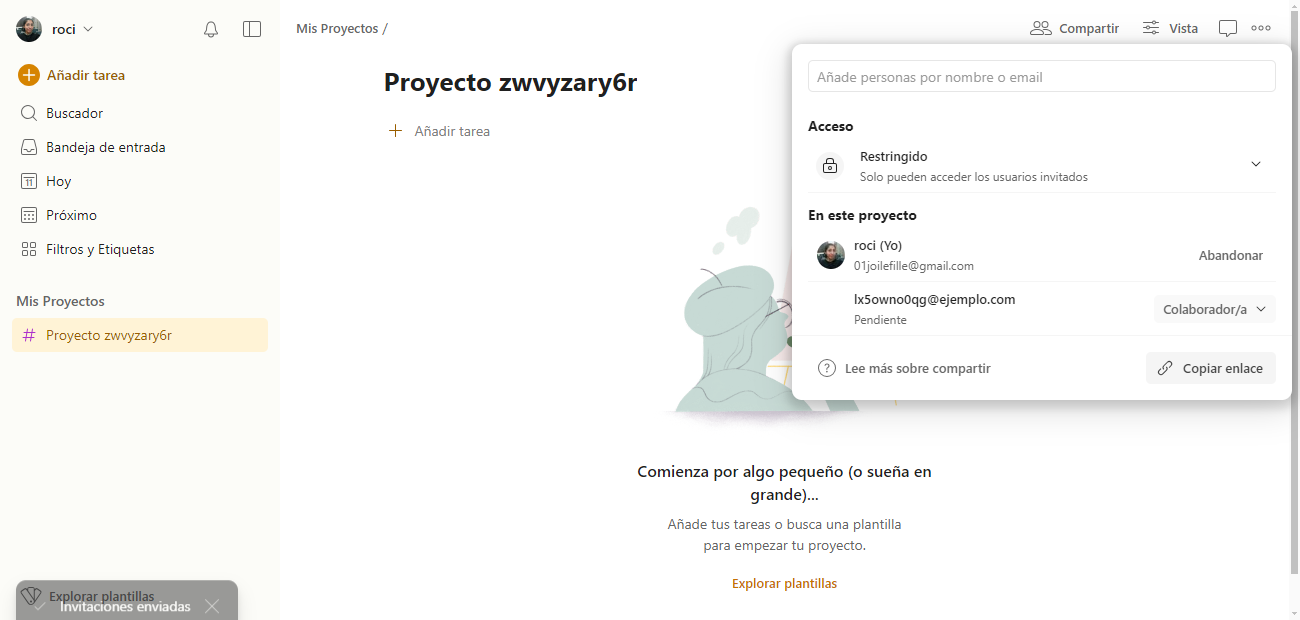 roci
Añadir tarea
Buscador
Bandeja de entrada
11
Hoy
Próximo
Filtros y Etiquetas
Mis Proyectos
# Proyecto zwvyzary6r
Explorar plantillas
Invitaciones enviadas
Mis Proyectos /
Compartir
Vista
Proyecto zwvyzary6r
Añadir tarea
Comienza por algo pequeño (o sueña en
grande)...
Añade tus tareas o busca una plantilla
para empezar tu proyecto.
Explorar plantillas
Añade personas por nombre o email
Acceso
Restringido
Solo pueden acceder los usuarios invitados
En este proyecto
roci (Yo)
01joilefille@gmail.com
Abandonar
lx5owno0qg@ejemplo.com
Pendiente
Colaborador/a
? Lee más sobre compartir
Copiar enlace